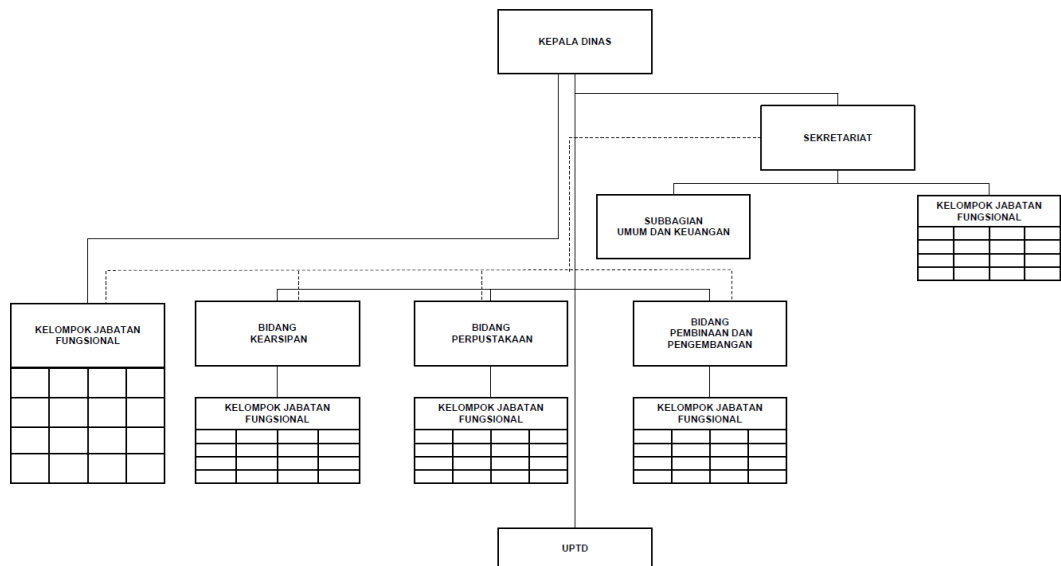 KEPALA DINAS
SEKRETARIAT
SUBBAGIAN
UMUM DAN KEUANGAN
KELOMPOK JABATAN
FUNGSIONAL
KELOMPOK JABATAN
FUNGSIONAL
BIDANG
KEARSIPAN
BIDANG
PERPUSTAKAAN
BIDANG
PEMBINAAN DAN
PENGEMBANGAN
KELOMPOK JABATAN
FUNGSIONAL
KELOMPOK JABATAN
FUNGSIONAL
KELOMPOK JABATAN
FUNGSIONAL
UPTD